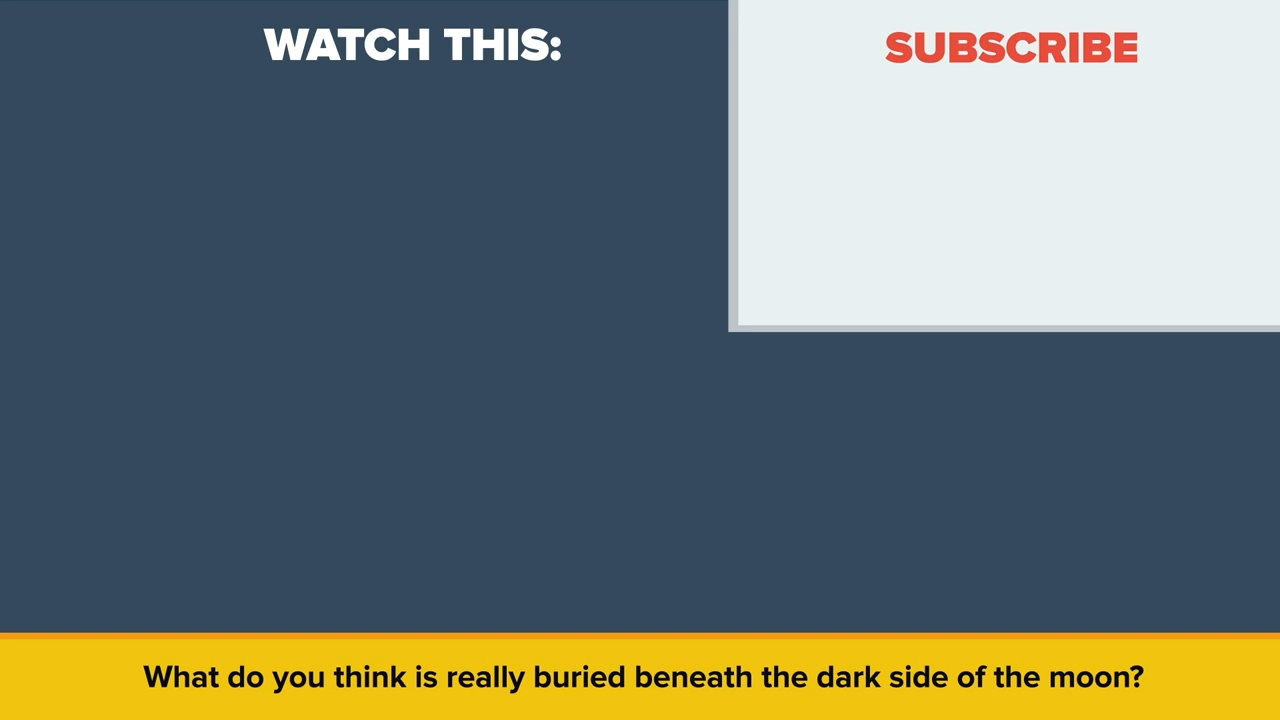 WATCH THIS:
SUBSCRIBE
What do you think is really buried beneath the dark side of the moon?